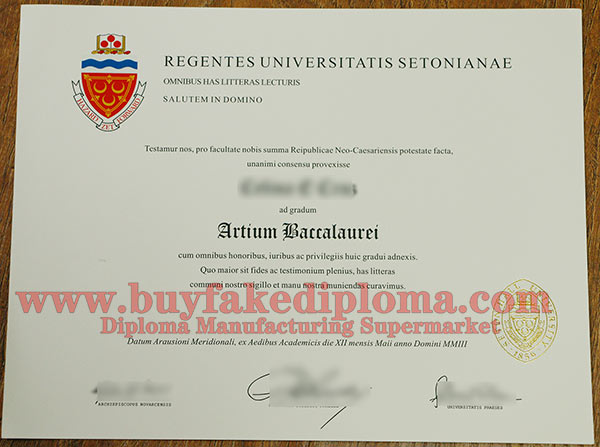 REGENTES UNIVERSITATIS SETONIANAE
OMNIBUS HAS LITTERAS LECTURIS
SALUTEM IN DOMINO
HAZARD ZET FORWARD
Testamur nos, pro facultate nobis summa Reipublicae Neo-Caesariensis potestate facta,
unanimi consensu provexisse
ad gradum
Artium Baccalaurei
cum omnibus honoribus, iuribus ac privilegiis huic gradui adnexis.
Quo maior sit fides ac testimonium plenius, has litteras
communi nostro sigillo et manu nostra muniendas curavimus.
www.buyfakediploma.com
Diploma Manufacturing Supermarket
Datum Arausioni Meridionali, ex Aedibus Academicis die XII mensis Maii anno Domini MMIII
1856
ARCHIEPISCOPUS NOVARCENSIS
UNIVERSITATIS PRAESES